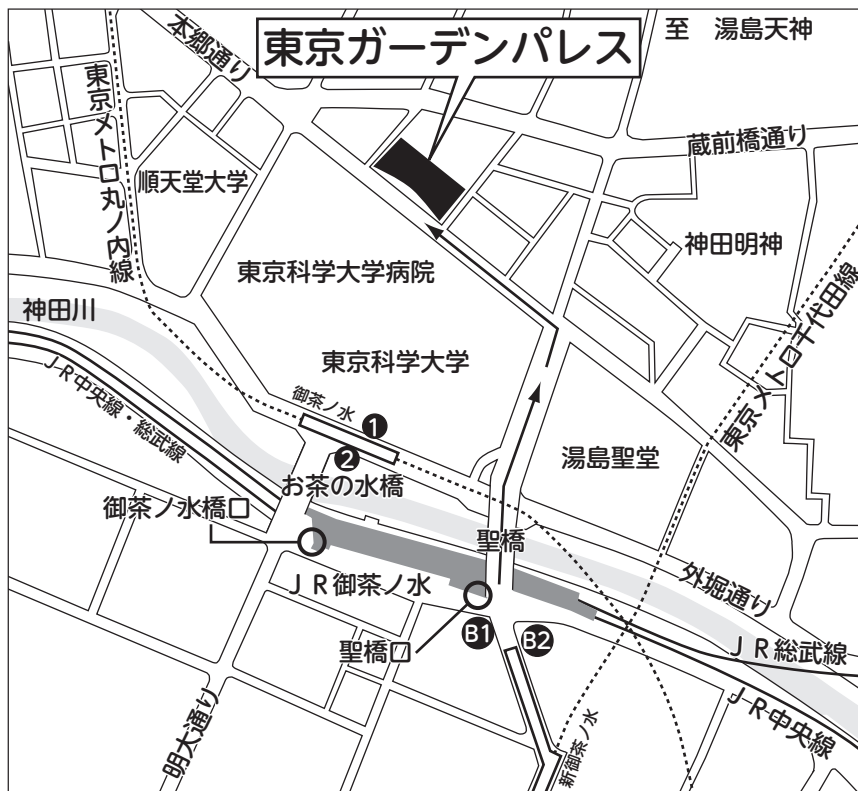 至　湯島天神
東京ガーデンパレス
本郷通り
東京メトロ丸ノ内線
蔵前橋通り
順天堂大学
神田明神
東京科学大学病院
神田川
東京科学大学
東京メトロ千代田線
JR中央線・総武線
御茶ノ水
1
2
湯島聖堂
お茶の水橋
御茶ノ水橋口
聖橋
外堀通り
JR御茶ノ水
聖橋口
B1
B2
JR総武線
JR中央線
明大通り
新御茶ノ水